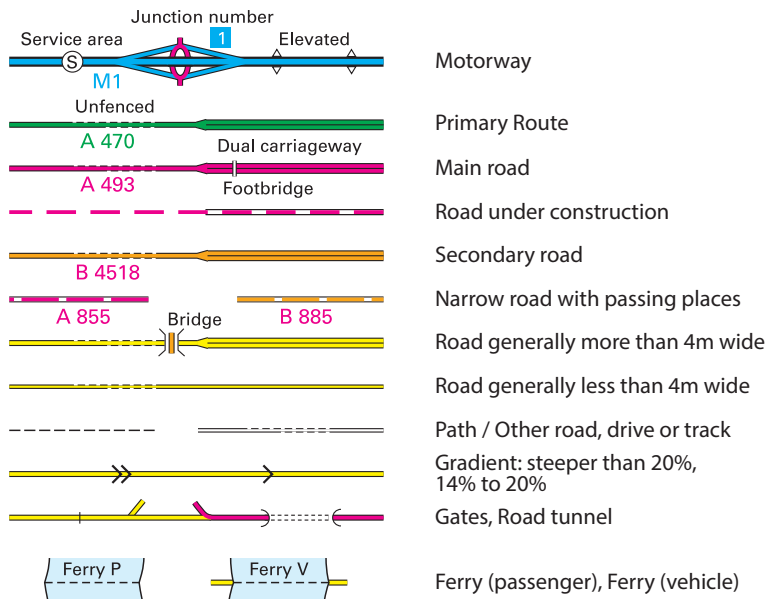 Junction number
Service area
1
Elevated
S
M1
Motorway
Unfenced
A 470
Primary Route
Dual carriageway
A 493
Footbridge
Main road
Road under construction
B 4518
Secondary road
A 855
B 885
Narrow road with passing places
Bridge
Road generally more than 4m wide
Road generally less than 4m wide
Path / Other road, drive or track
Gradient: steeper than 20%,
14% to 20%
Gates, Road tunnel
Ferry P
Ferry V
Ferry (passenger), Ferry (vehicle)